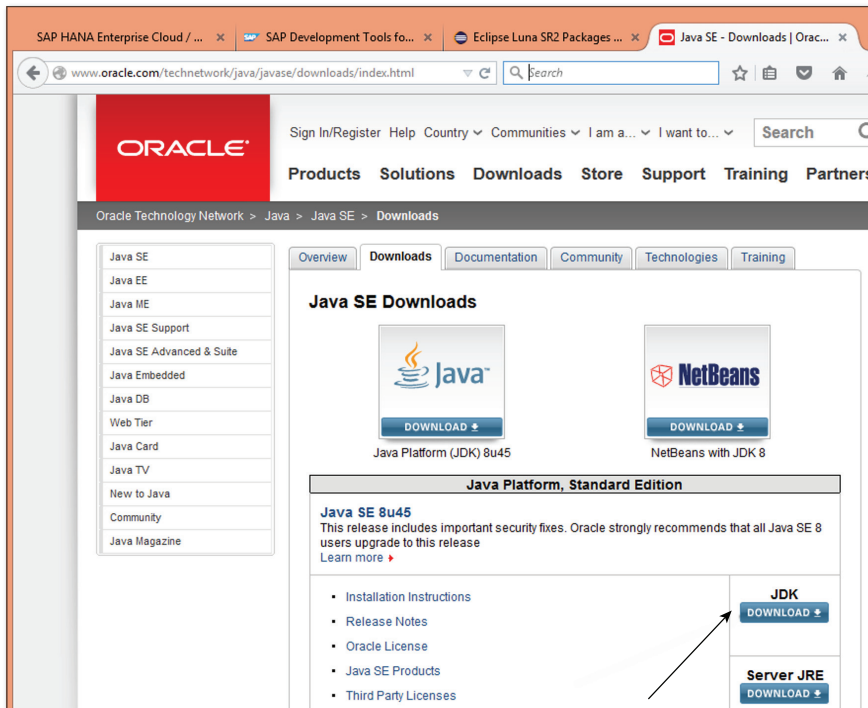 SAP HANA Enterprise Cloud / ... × SAP Development Tools fo... × Eclipse Luna SR2 Packages ... × Java SE - Downloads | Orac... ×
www.oracle.com/technetwork/java/javase/downloads/index.html Search
ORACLE
Sign In/Register Help Country Communities I am a... I want to... Search
Products Solutions Downloads Store Support Training Partners
Oracle Technology Network > Java > Java SE > Downloads
Java SE
Java EE
Java ME
Java SE Support
Java SE Advanced & Suite
Java Embedded
Java DB
Web Tier
Java Card
Java TV
New to Java
Community
Java Magazine
Overview Downloads Documentation Community Technologies Training
Java SE Downloads
Java NetBeans
DOWNLOAD DOWNLOAD
Java Platform (JDK) 8u45 NetBeans with JDK 8
Java Platform, Standard Edition
Java SE 8u45
This release includes important security fixes. Oracle strongly recommends that all Java SE 8
users upgrade to this release
Learn more
▪ Installation Instructions
▪ Release Notes
▪ Oracle License
▪ Java SE Products
▪ Third Party Licenses
JDK
DOWNLOAD
Server JRE
DOWNLOAD